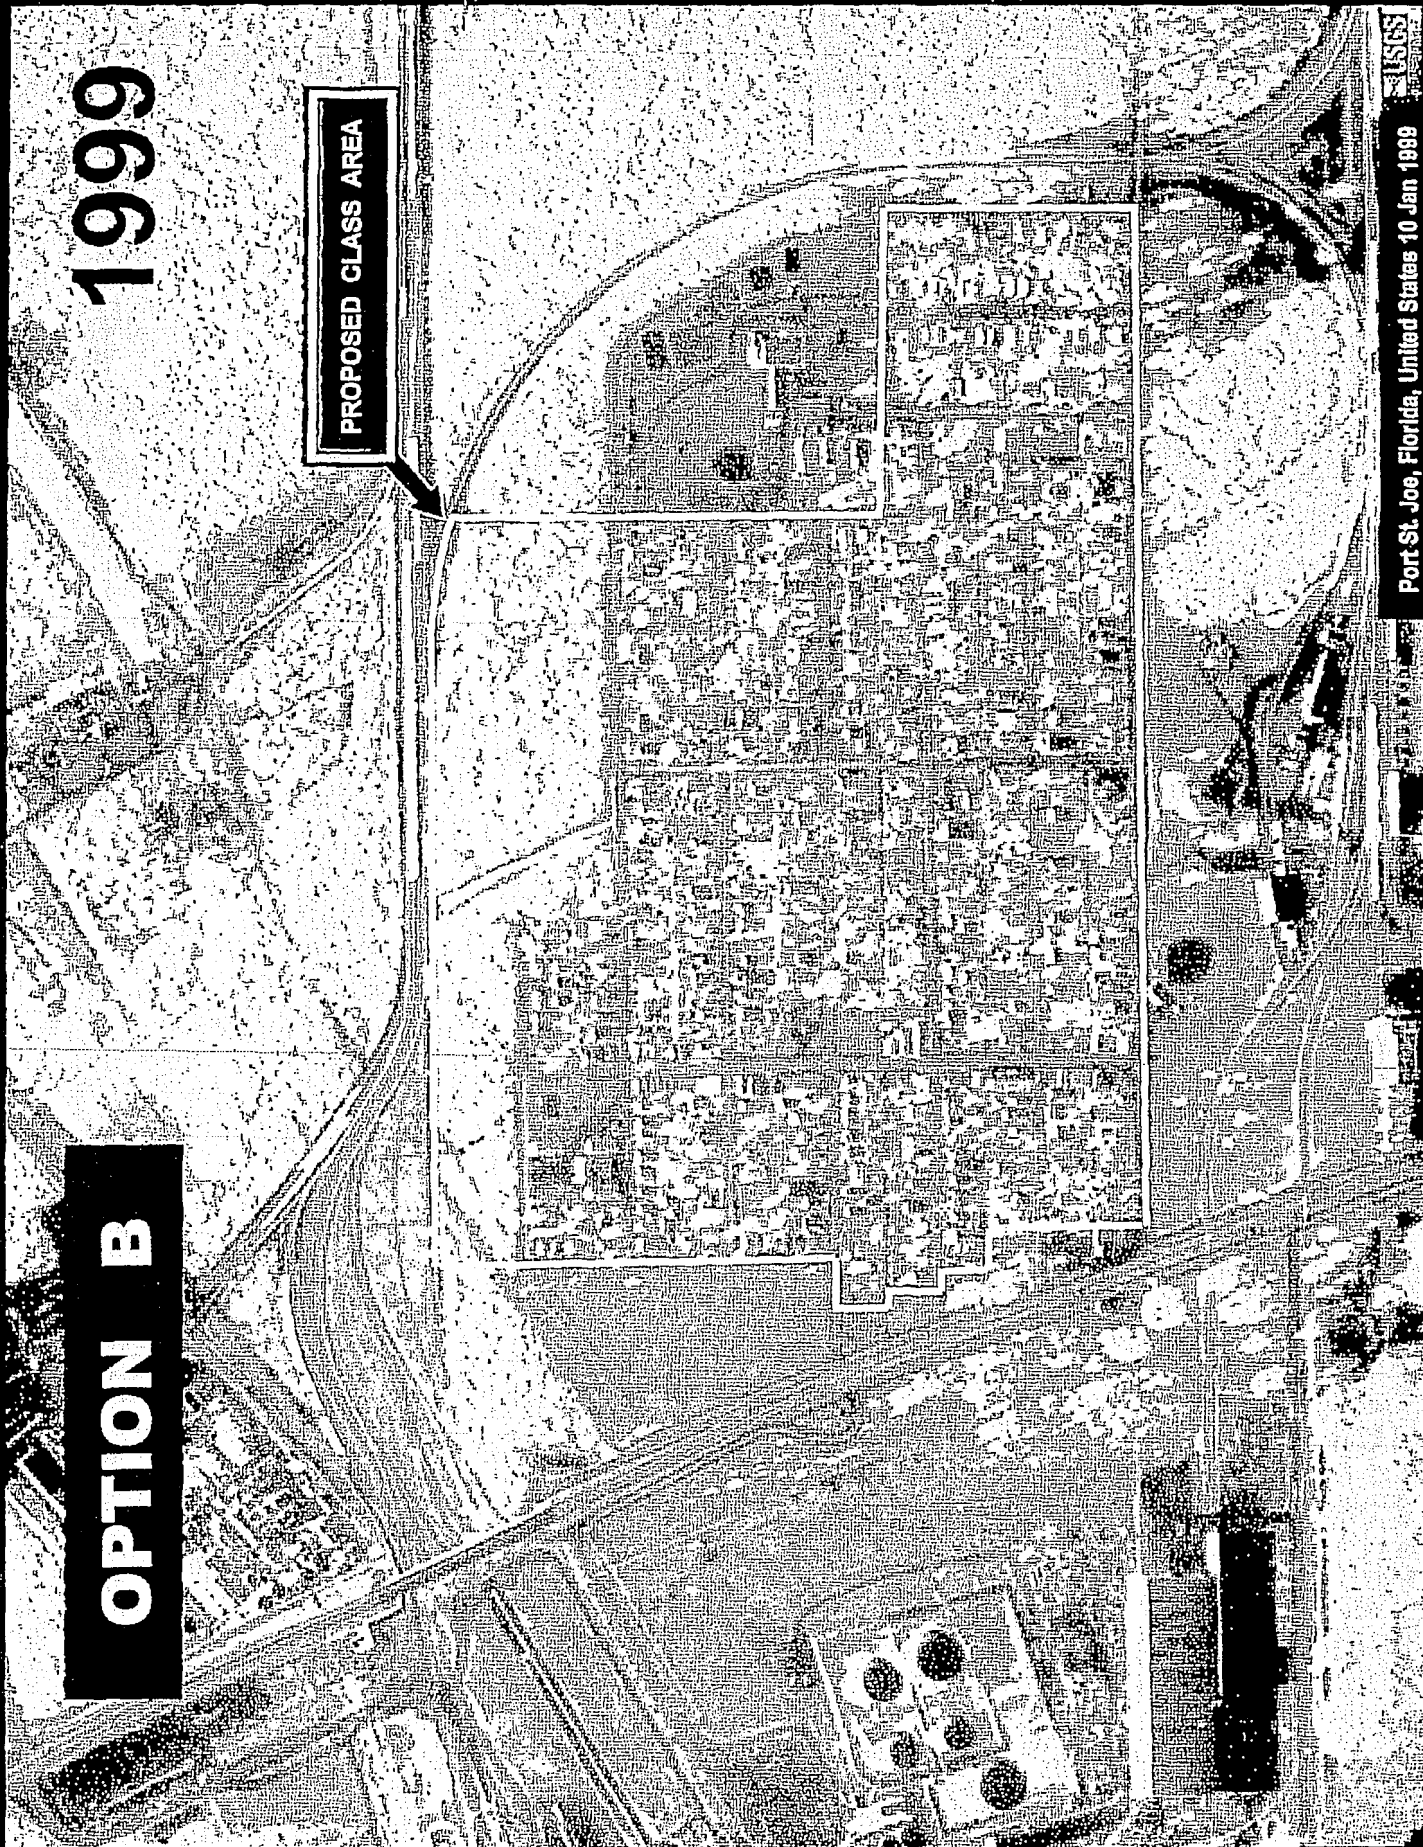 OPTION B
1999
PROPOSED CLASS AREA
USGS
Port St. Joe, Florida, United States 10 Jan 1999